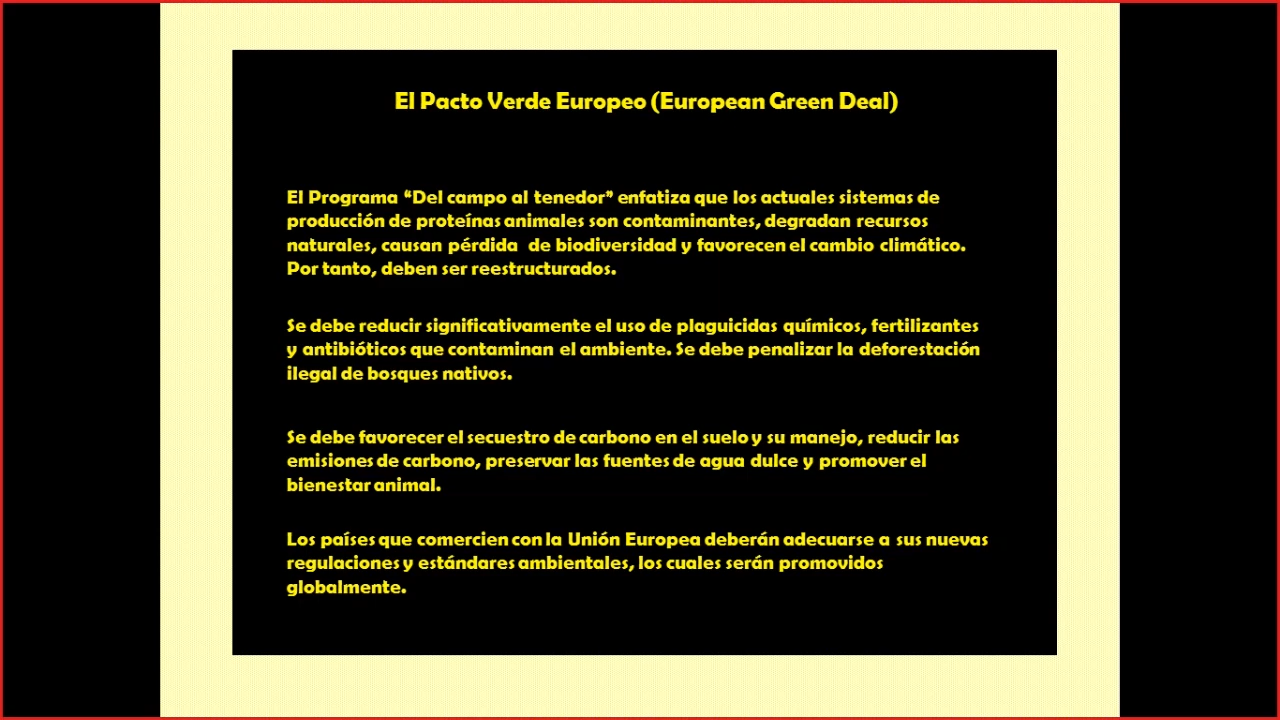 El Pacto Verde Europeo (European Green Deal)
El Programa “Del campo al tenedor” enfatiza que los actuales sistemas de
producción de proteínas animales son contaminantes, degradan recursos
naturales, causan pérdida de biodiversidad y favorecen el cambio climático.
Por tanto, deben ser reestructurados.
Se debe reducir significativamente el uso de plaguicidas químicos, fertilizantes
y antibióticos que contaminan el ambiente. Se debe penalizar la deforestación
ilegal de bosques nativos.
Se debe favorecer el secuestro de carbono en el suelo y su manejo, reducir las
emisiones de carbono, preservar las fuentes de agua dulce y promover el
bienestar animal.
Los países que comercien con la Unión Europea deberán adecuarse a sus nuevas
regulaciones y estándares ambientales, los cuales serán promovidos
globalmente.